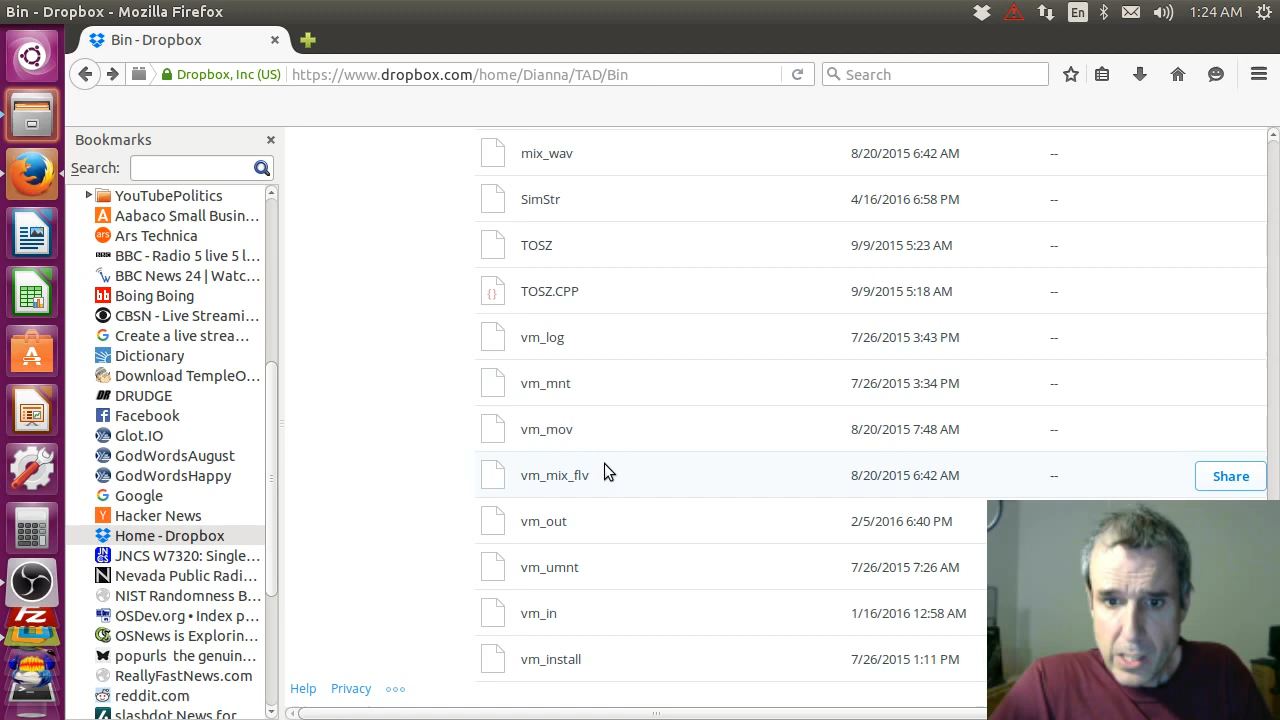 Bin - Dropbox - Mozilla Firefox
En
1:24 AM
Bin - Dropbox
Dropbox, Inc (US)
https://www.dropbox.com/home/Dianna/TAD/Bin
Search
Bookmarks
Search:
YouTubePolitics
Aabaco Small Busin...
Ars Technica
BBC - Radio 5 live 5 l...
BBC News 24 | Watc...
Boing Boing
CBSN - Live Streami...
Create a live strea...
Dictionary
Download TempleO...
DRUDGE
Facebook
Glot.IO
GodWordsAugust
GodWordsHappy
Google
Hacker News
Home - Dropbox
JNCS W7320: Single...
Nevada Public Radi...
NIST Randomness B...
OSDev.org • Index p...
OSNews is Explorin...
popurls the genuin...
ReallyFastNews.com
reddit.com
slashdot News for
mix_wav 8/20/2015 6:42 AM --
SimStr 4/16/2016 6:58 PM --
TOSZ 9/9/2015 5:23 AM --
TOSZ.CPP 9/9/2015 5:18 AM --
vm_log 7/26/2015 3:43 PM --
vm_mnt 7/26/2015 3:34 PM --
vm_mov 8/20/2015 7:48 AM --
vm_mix_flv 8/20/2015 6:42 AM -- Share
vm_out 2/5/2016 6:40 PM
vm_umnt 7/26/2015 7:26 AM
vm_in 1/16/2016 12:58 AM
vm_install 7/26/2015 1:11 PM
Help Privacy